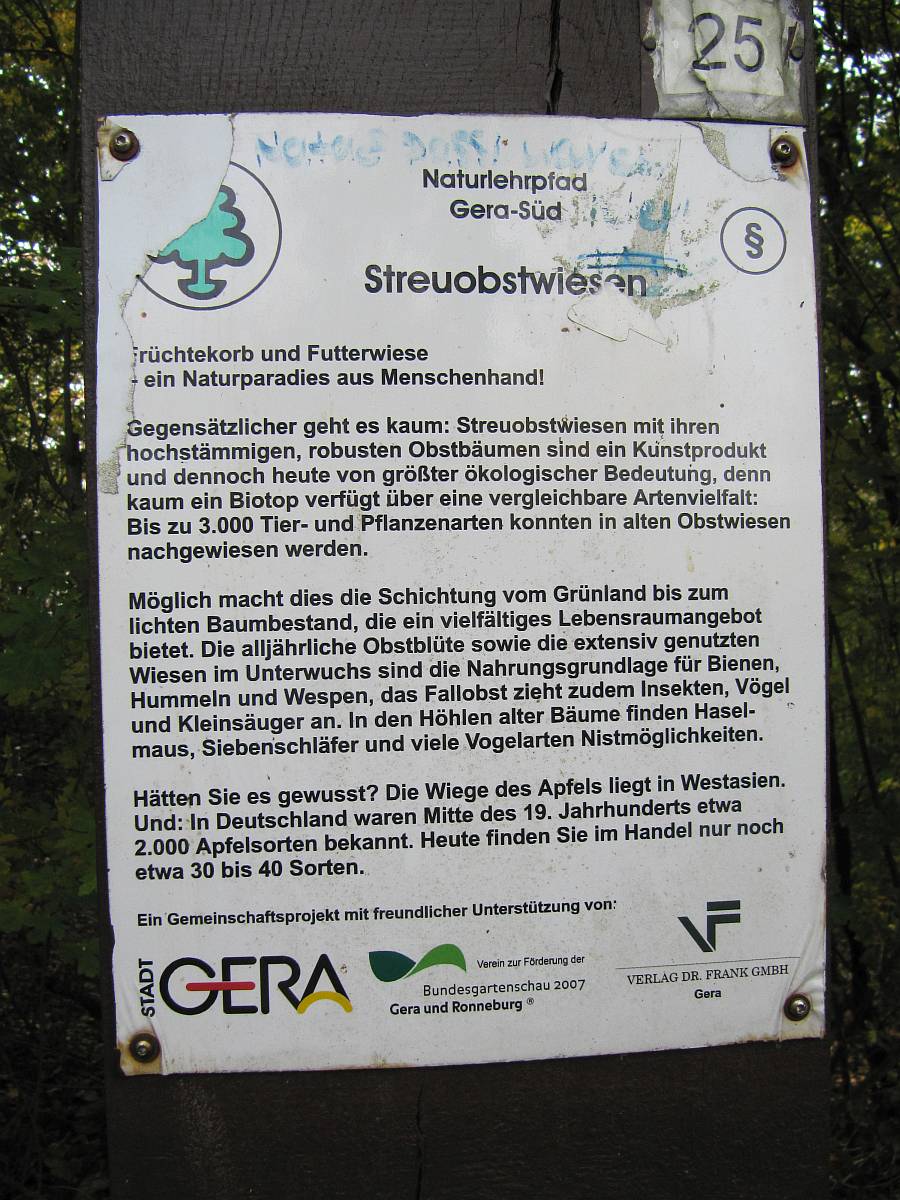 25
Naturlehrpfad
Gera-Süd
§
Streuobstwiesen
Früchtekorb und Futterwiese
- ein Naturparadies aus Menschenhand!
Gegensätzlicher geht es kaum: Streuobstwiesen mit ihren
hochstämmigen, robusten Obstbäumen sind ein Kunstprodukt
und dennoch heute von größter ökologischer Bedeutung, denn
kaum ein Biotop verfügt über eine vergleichbare Artenvielfalt:
Bis zu 3.000 Tier- und Pflanzenarten konnten in alten Obstwiesen
nachgewiesen werden.
Möglich macht dies die Schichtung vom Grünland bis zum
lichten Baumbestand, die ein vielfältiges Lebensraumangebot
bietet. Die alljährliche Obstblüte sowie die extensiv genutzten
Wiesen im Unterwuchs sind die Nahrungsgrundlage für Bienen,
Hummeln und Wespen, das Fallobst zieht zudem Insekten, Vögel
und Kleinsäuger an. In den Höhlen alter Bäume finden Hasel-
maus, Siebenschläfer und viele Vogelarten Nistmöglichkeiten.
Hätten Sie es gewusst? Die Wiege des Apfels liegt in Westasien.
Und: In Deutschland waren Mitte des 19. Jahrhunderts etwa
2.000 Apfelsorten bekannt. Heute finden Sie im Handel nur noch
etwa 30 bis 40 Sorten.
Ein Gemeinschaftsprojekt mit freundlicher Unterstützung von:
STADT GERA
Verein zur Förderung der
Bundesgartenschau 2007
Gera und Ronneburg ®
VF
VERLAG DR. FRANK GMBH
Gera